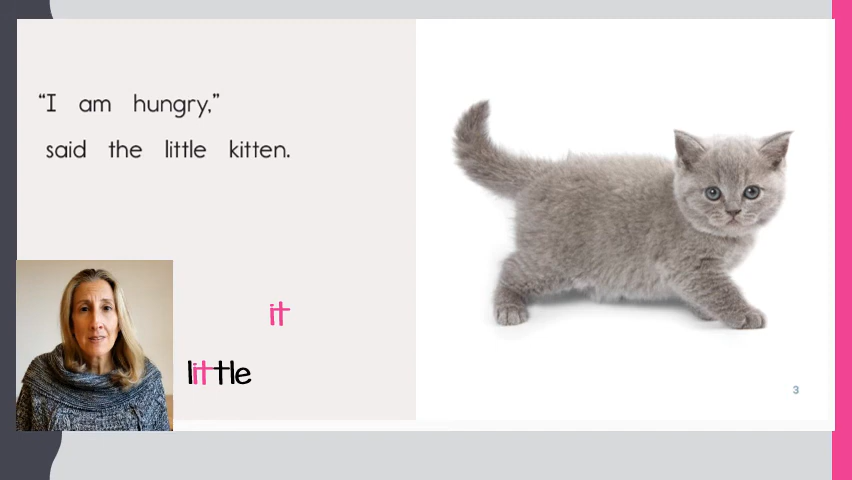 “I am hungry,”
said the little kitten.
it
little
3